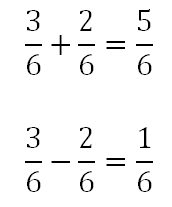 3/6 + 2/6 = 5/6
3/6 − 2/6 = 1/6